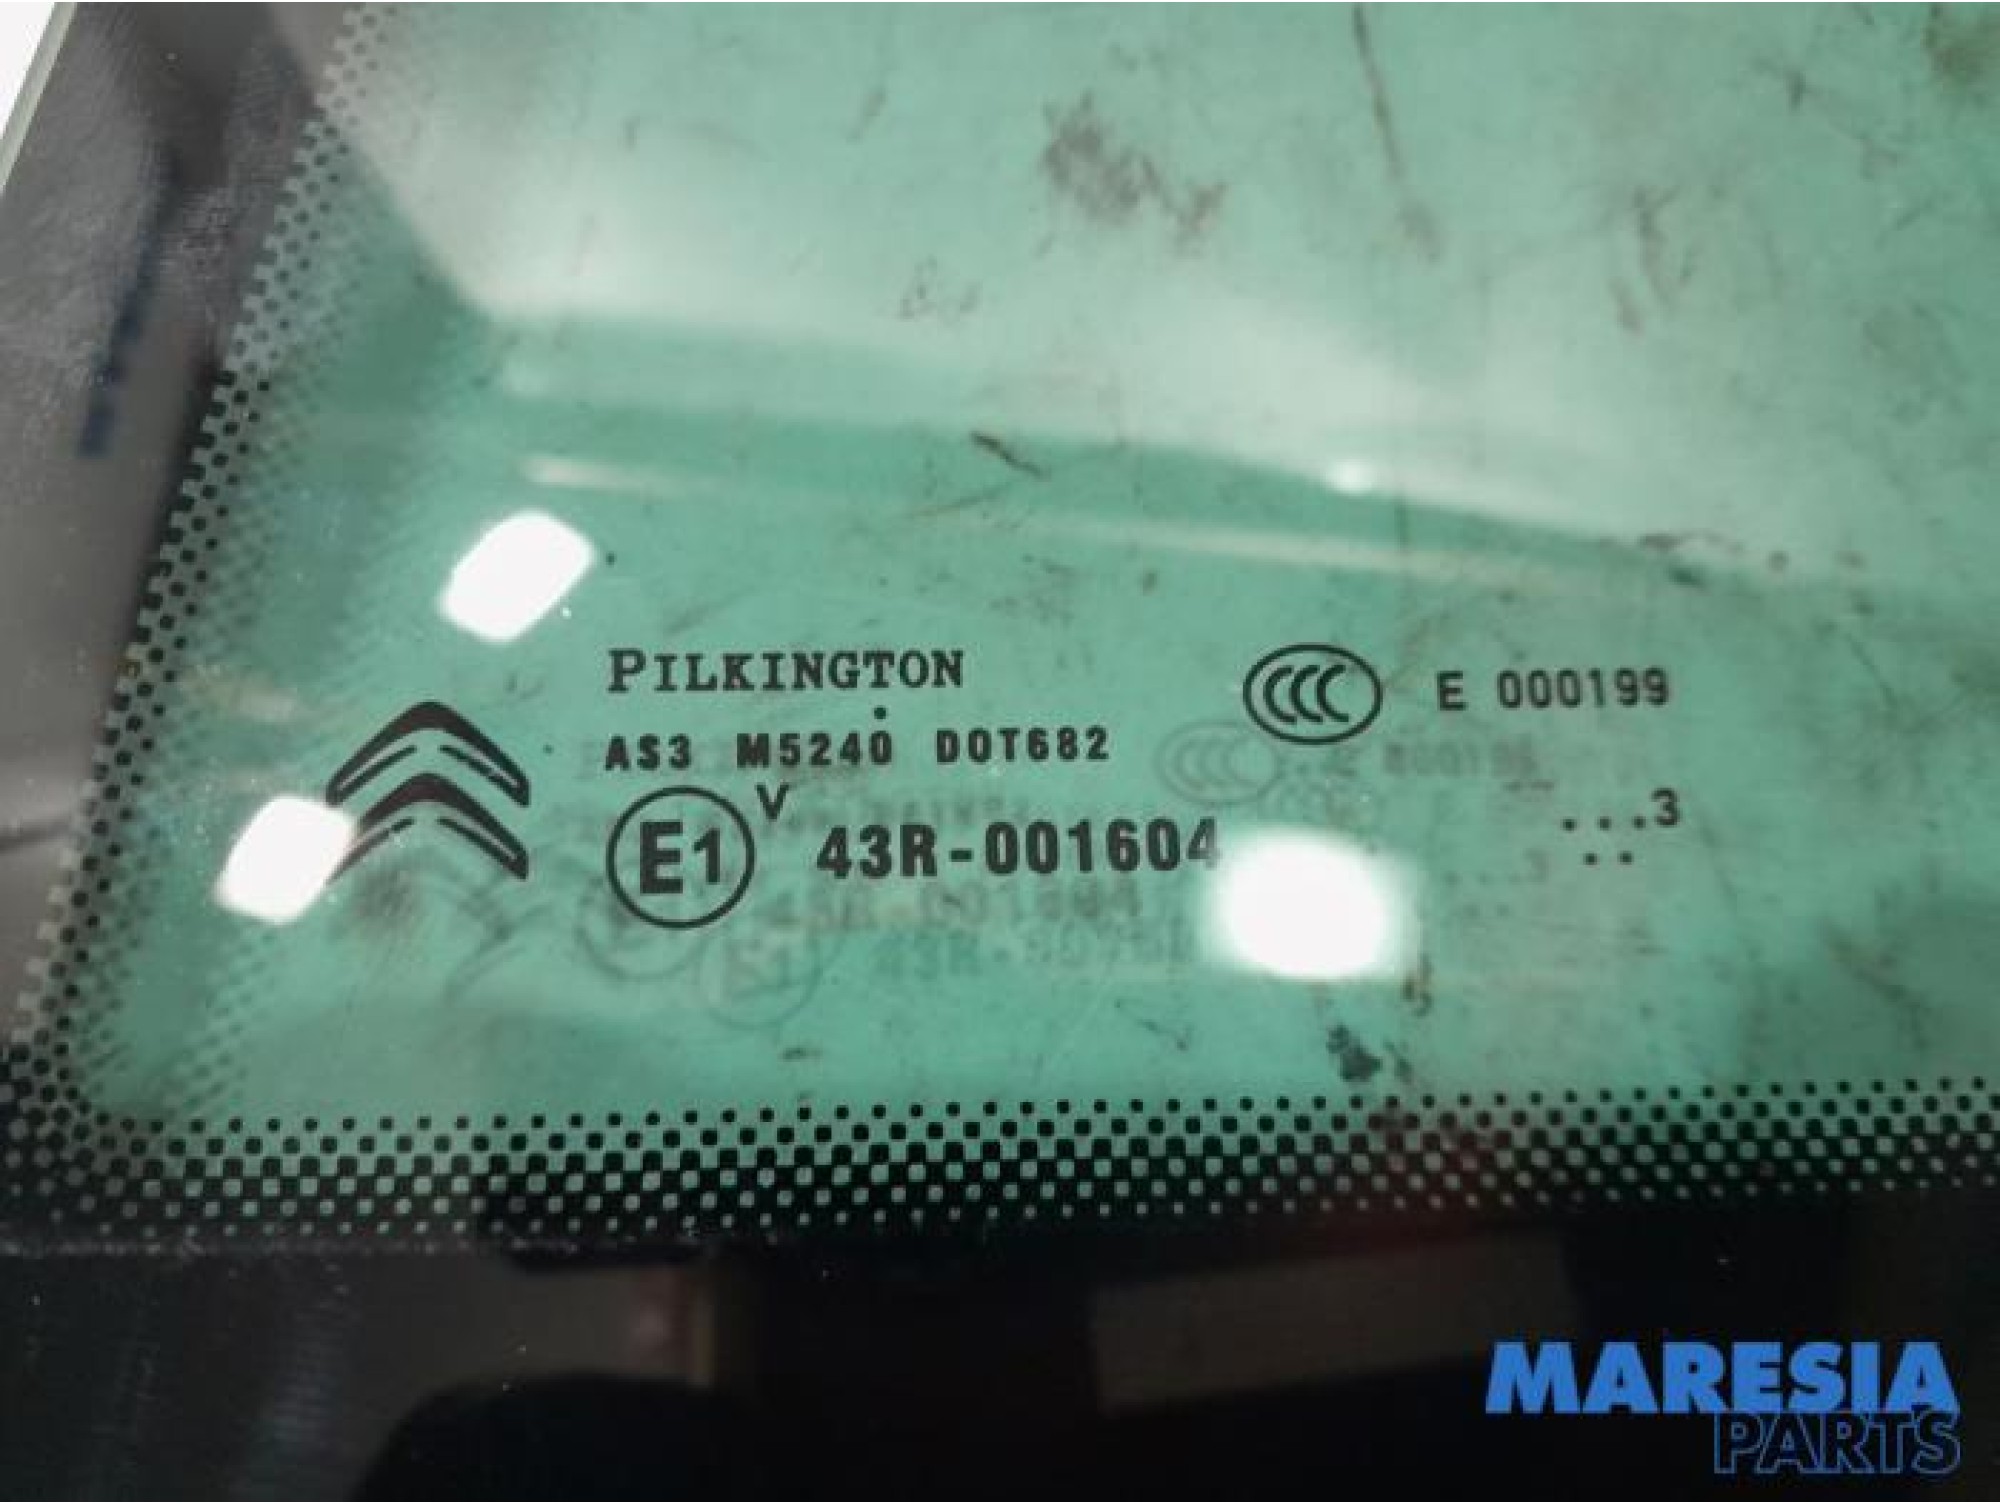 PILKINGTON
CCC E 000199
AS3 M5240 DOT682
V
E1 43R-001604
...3
..
MARESIA
PARTS